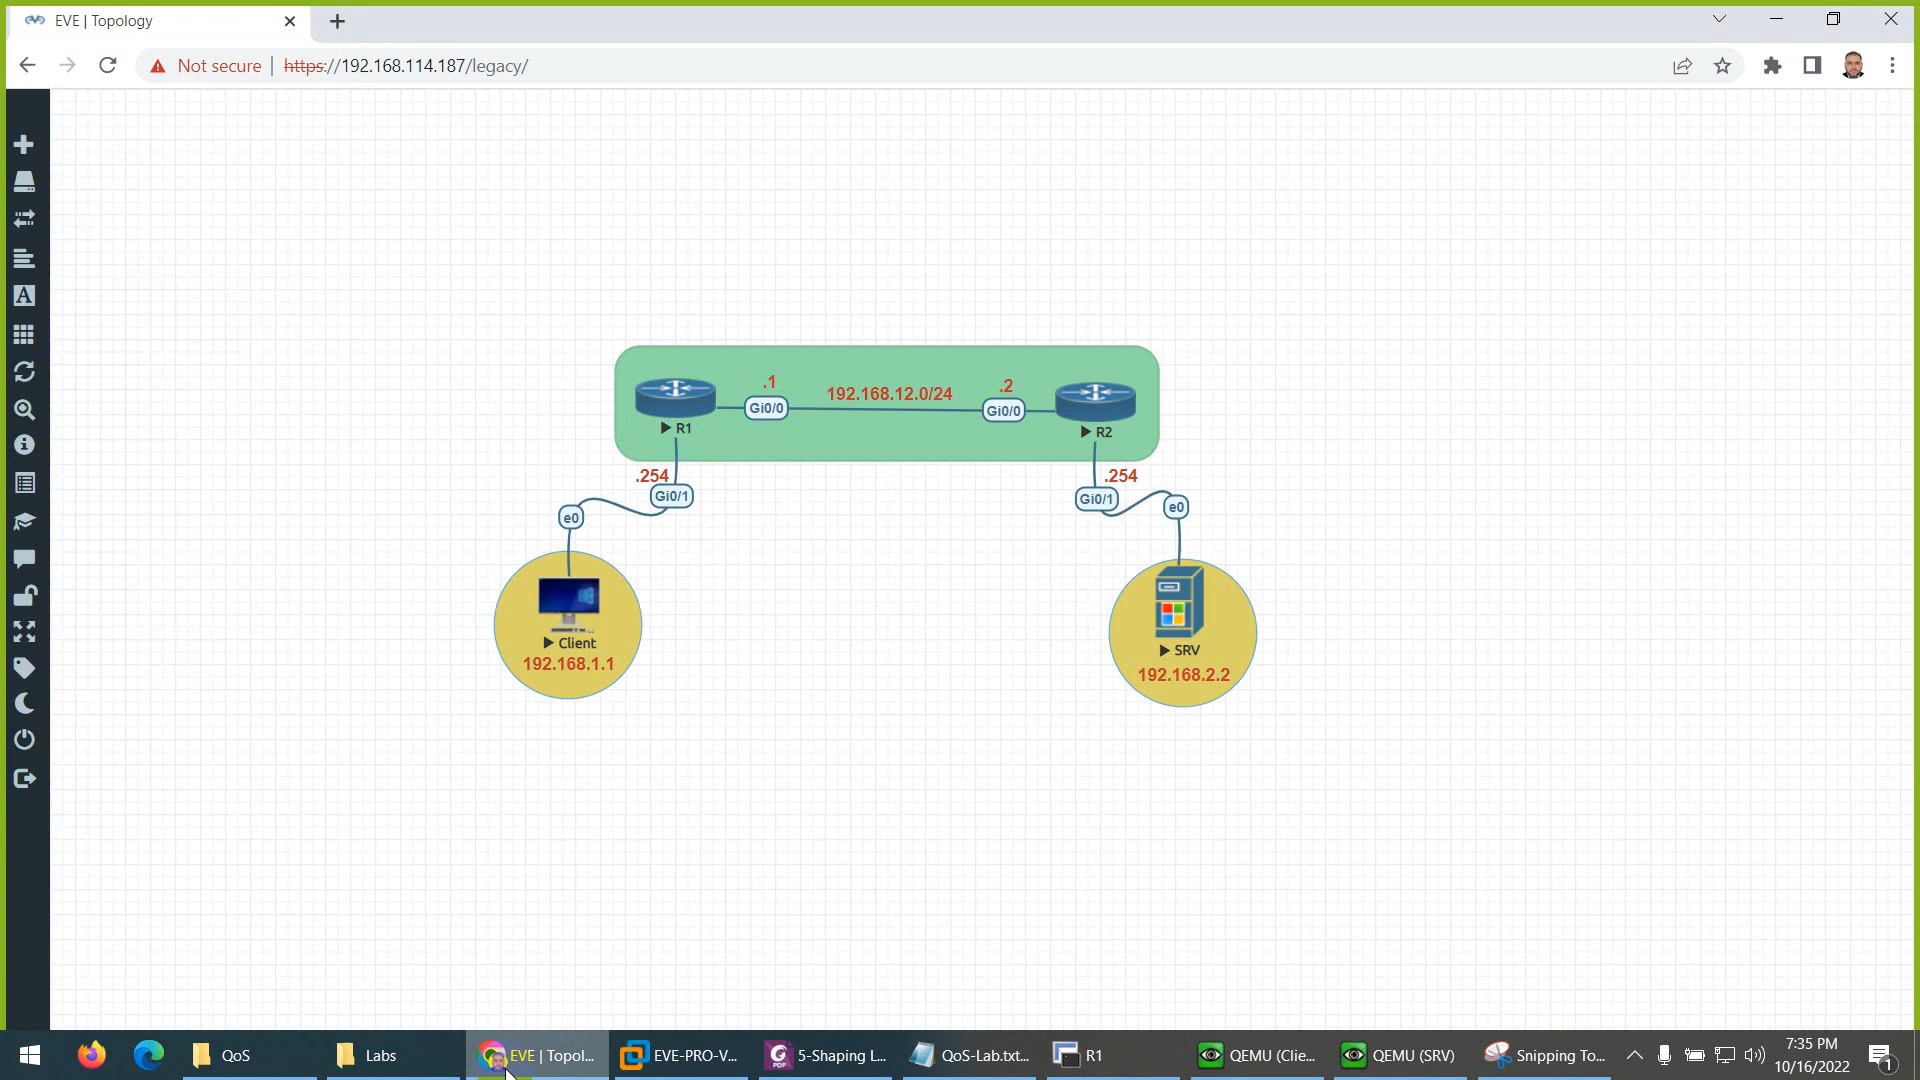 EVE | Topology
Not secure | https://192.168.114.187/legacy/
.1
192.168.12.0/24
.2
Gi0/0
Gi0/0
R1
R2
.254
.254
Gi0/1
Gi0/1
e0
e0
Client
SRV
192.168.1.1
192.168.2.2
QoS
Labs
EVE | Topol...
EVE-PRO-V...
5-Shaping L...
QoS-Lab.txt...
R1
QEMU (Clie...
QEMU (SRV)
Snipping To...
7:35 PM
10/16/2022
1